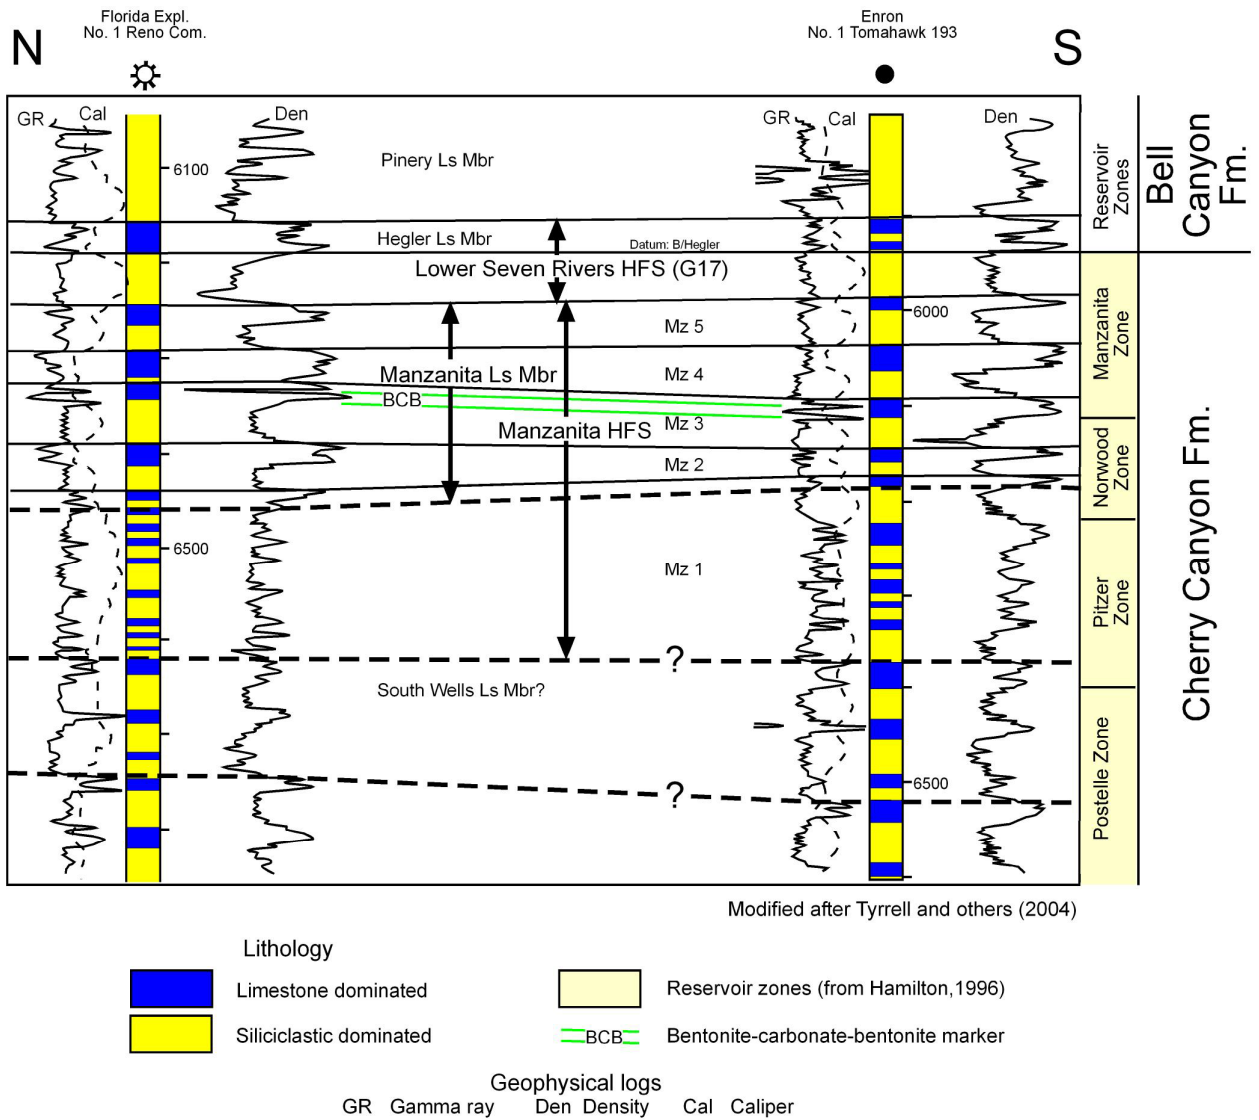 Florida Expl.
No. 1 Reno Com.
Enron
No. 1 Tomahawk 193
N
S
GR
Cal
Den
GR
Cal
Den
6100
Pinery Ls Mbr
Reservoir
Zones
Bell
Canyon
Fm.
Hegler Ls Mbr
Datum: B/Hegler
Lower Seven Rivers HFS (G17)
6000
Mz 5
Manzanita
Zone
Manzanita Ls Mbr
Mz 4
BCB
Mz 3
Manzanita HFS
Mz 2
Norwood
Zone
6500
Mz 1
Pitzer
Zone
Cherry Canyon Fm.
?
South Wells Ls Mbr?
?
6500
Postelle Zone
Modified after Tyrrell and others (2004)
Lithology
Limestone dominated
Reservoir zones (from Hamilton,1996)
Siliciclastic dominated
BCB
Bentonite-carbonate-bentonite marker
Geophysical logs
GR Gamma ray Den Density Cal Caliper